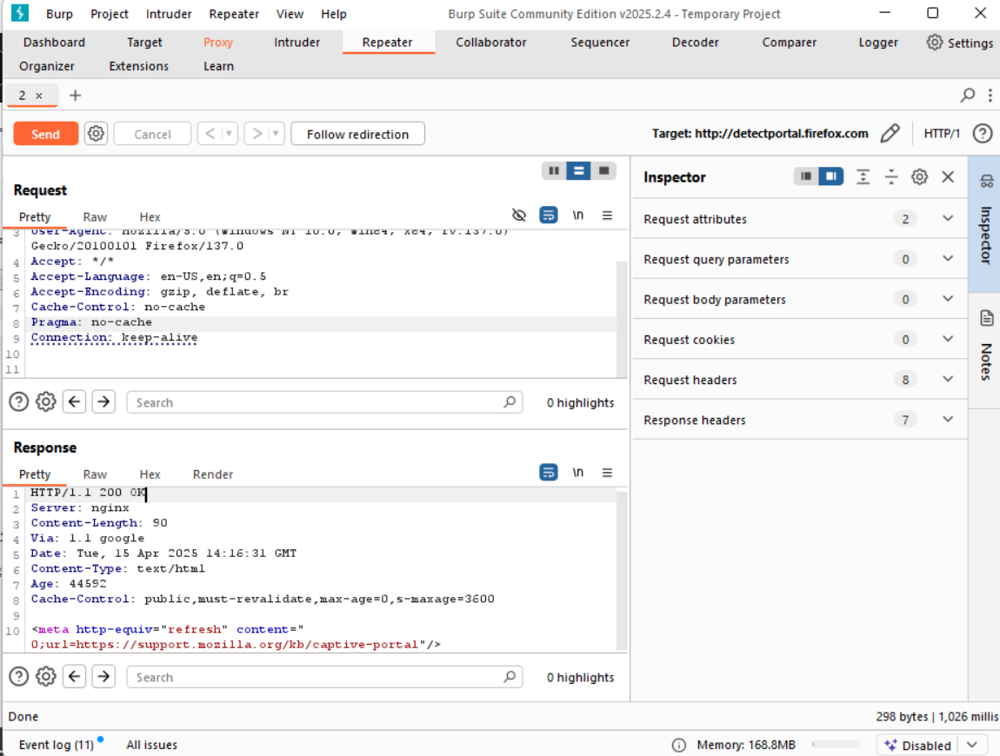 Burp Project Intruder Repeater View Help Burp Suite Community Edition v2025.2.4 - Temporary Project
Dashboard Target Proxy Intruder Repeater Collaborator Sequencer Decoder Comparer Logger Settings
Organizer Extensions Learn
2 × +
Send Cancel < > Follow redirection Target: http://detectportal.firefox.com HTTP/1
Request
Pretty Raw Hex \n
3 User-Agent: Mozilla/5.0 (Windows NT 10.0; Win64; x64; rv:137.0)
Gecko/20100101 Firefox/137.0
4 Accept: */*
5 Accept-Language: en-US,en;q=0.5
6 Accept-Encoding: gzip, deflate, br
7 Cache-Control: no-cache
8 Pragma: no-cache
9 Connection: keep-alive
10
11
Search 0 highlights
Response
Pretty Raw Hex Render \n
1 HTTP/1.1 200 OK
2 Server: nginx
3 Content-Length: 90
4 Via: 1.1 google
5 Date: Tue, 15 Apr 2025 14:16:31 GMT
6 Content-Type: text/html
7 Age: 44592
8 Cache-Control: public,must-revalidate,max-age=0,s-maxage=3600
9
10 <meta http-equiv="refresh" content="
0;url=https://support.mozilla.org/kb/captive-portal"/>
Search 0 highlights
Inspector
Request attributes 2
Request query parameters 0
Request body parameters 0
Request cookies 0
Request headers 8
Response headers 7
Inspector
Notes
Done 298 bytes | 1,026 millis
Event log (11) All issues Memory: 168.8MB Disabled